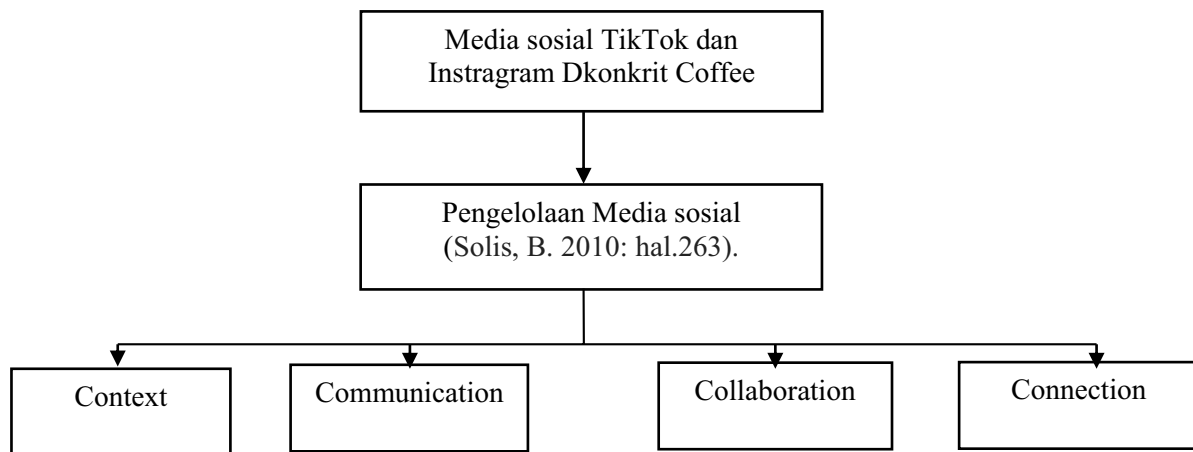 Media sosial TikTok dan
Instragram Dkonkrit Coffee
Pengelolaan Media sosial
(Solis, B. 2010: hal.263).
Context
Communication
Collaboration
Connection